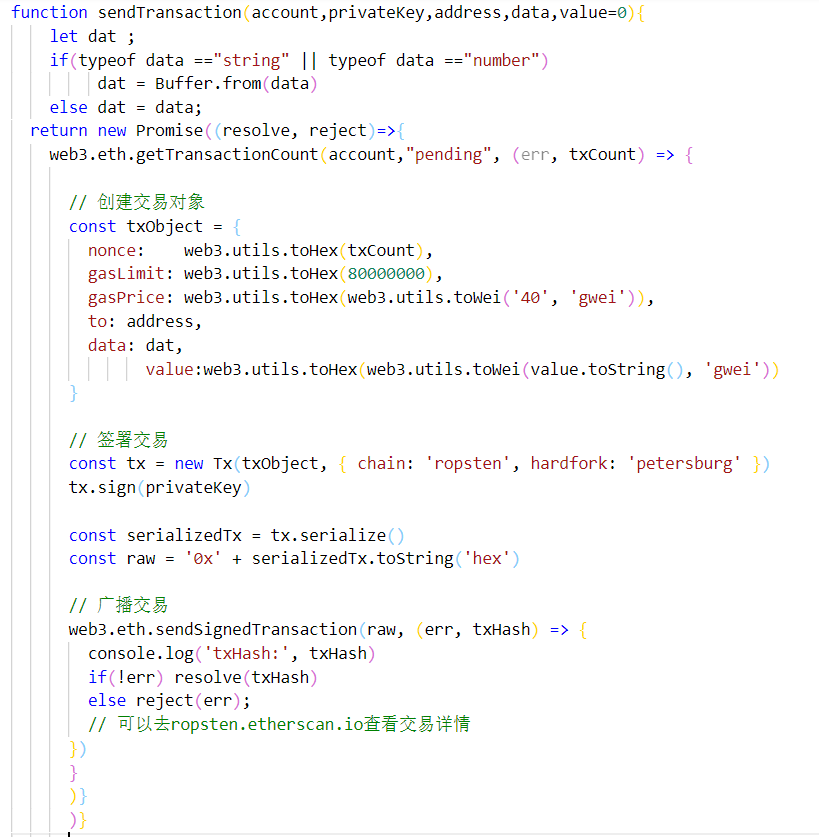 function sendTransaction(account,privateKey,address,data,value=0){
let dat ;
if(typeof data =="string" || typeof data =="number")
dat = Buffer.from(data)
else dat = data;
return new Promise((resolve, reject)=>{
web3.eth.getTransactionCount(account,"pending", (err, txCount) => {
// 创建交易对象
const txObject = {
nonce:    web3.utils.toHex(txCount),
gasLimit: web3.utils.toHex(80000000),
gasPrice: web3.utils.toHex(web3.utils.toWei('40', 'gwei')),
to: address,
data: dat,
value:web3.utils.toHex(web3.utils.toWei(value.toString(), 'gwei'))
}
// 签署交易
const tx = new Tx(txObject, { chain: 'ropsten', hardfork: 'petersburg' })
tx.sign(privateKey)
const serializedTx = tx.serialize()
const raw = '0x' + serializedTx.toString('hex')
// 广播交易
web3.eth.sendSignedTransaction(raw, (err, txHash) => {
console.log('txHash:', txHash)
if(!err) resolve(txHash)
else reject(err);
// 可以去ropsten.etherscan.io查看交易详情
})
}
)}
)}